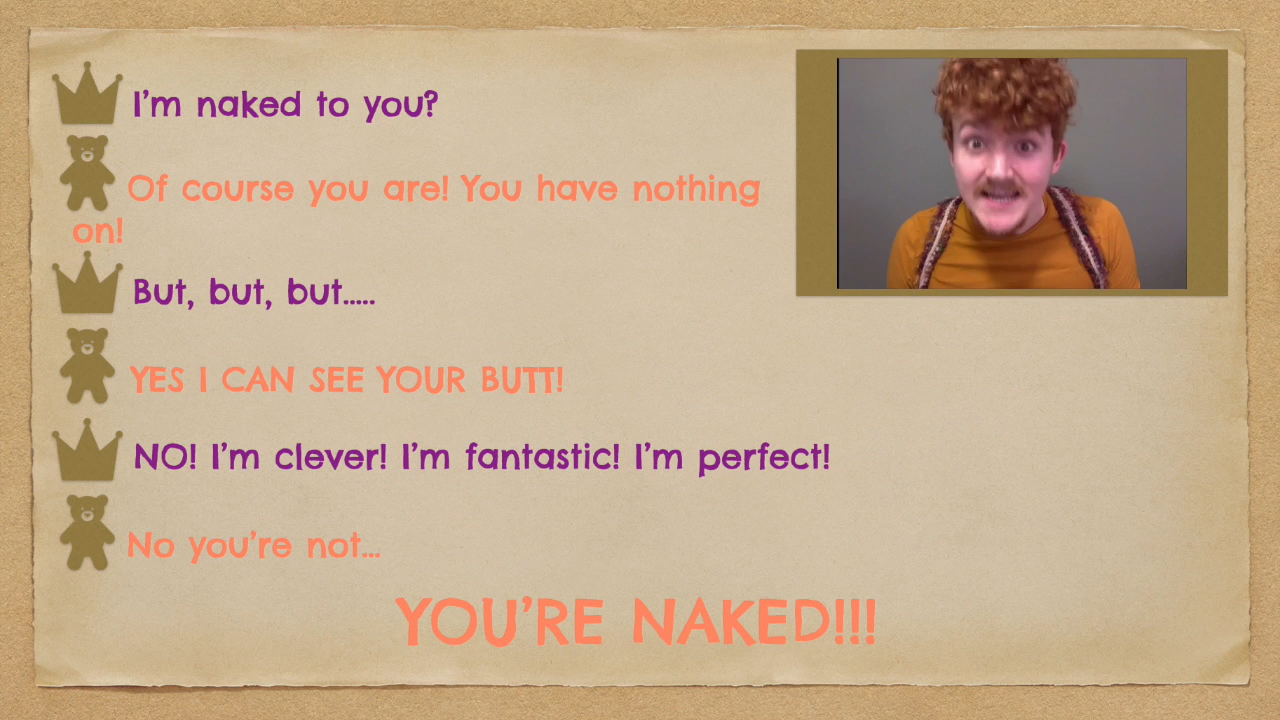 I'm naked to you?
Of course you are! You have nothing
on!
But, but, but.....
YES I CAN SEE YOUR BUTT!
NO! I'm clever! I'm fantastic! I'm perfect!
No you're not...
YOU'RE NAKED!!!